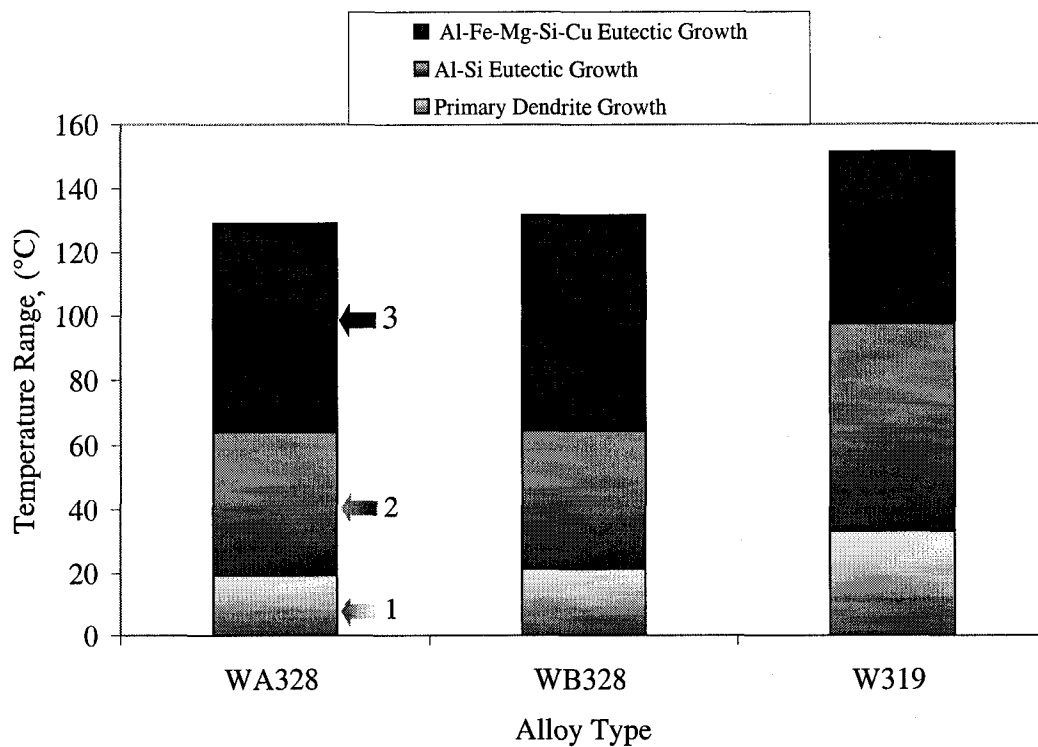 Al-Fe-Mg-Si-Cu Eutectic Growth
Al-Si Eutectic Growth
Primary Dendrite Growth
160
140
120
100
80
60
40
20
0
Temperature Range, (°C)
3
2
1
WA328
WB328
W319
Alloy Type